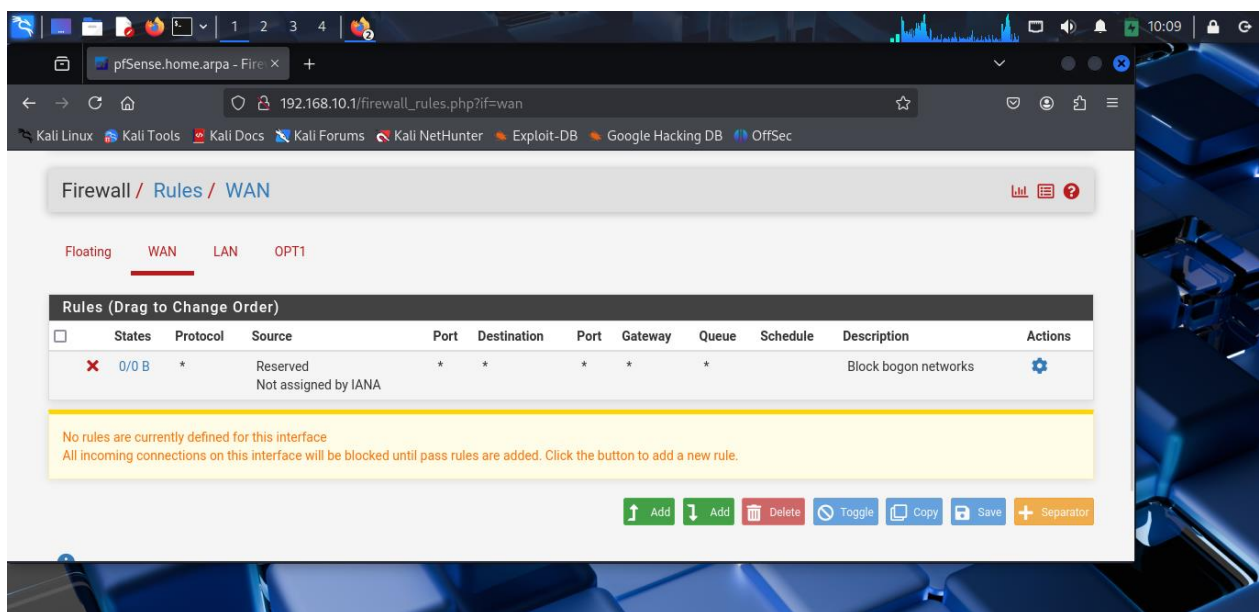 1 2 3 4 2 10:09
pfSense.home.arpa - Fire
192.168.10.1/firewall_rules.php?if=wan
Kali Linux Kali Tools Kali Docs Kali Forums Kali NetHunter Exploit-DB Google Hacking DB OffSec
Firewall / Rules / WAN
Floating WAN LAN OPT1
Rules (Drag to Change Order)
States Protocol Source Port Destination Port Gateway Queue Schedule Description Actions
0/0 B * Reserved * * * * * Block bogon networks
Not assigned by IANA
No rules are currently defined for this interface
All incoming connections on this interface will be blocked until pass rules are added. Click the button to add a new rule.
Add Add Delete Toggle Copy Save Separator